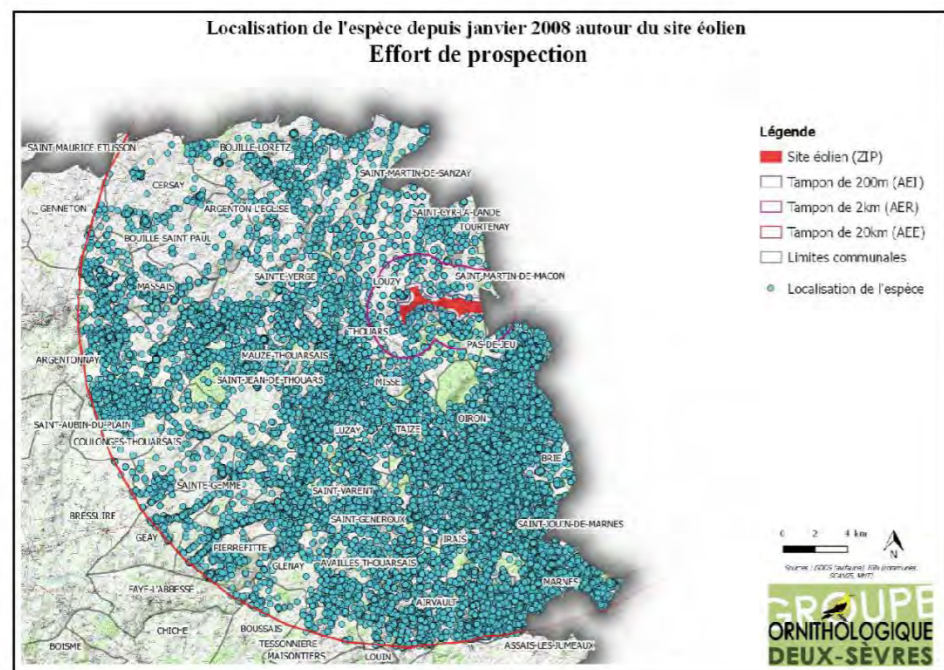 Localisation de l'espèce depuis janvier 2008 autour du site éolien
Effort de prospection
SAINT MAURICE ETUSSON
BOUILLE-LORETZ
CERSAY
SAINT-MARTIN-DE-SANZAY
GENNETON
ARGENTON L'EGLISE
SAINT-CYR-LA-LANDE
TOURTENAY
BOUILLE SAINT PAUL
SAINTE-VERGE
LOUZY
SAINT-MARTIN-DE-MACON
MASSAIS
THOUARS
PAS-DE-JEU
ARGENTONNAY
MAUZE-THOUARSAIS
SAINT-JEAN-DE-THOUARS
MISSE
OIRON
SAINT-AUBIN-DU-PLAIN
COULONGES-THOUARSAIS
LUZAY
TAIZE
BRIE
SAINTE-GEMME
SAINT-VARENT
BRESSUIRE
SAINT-GENEROUX
SAINT-JOUIN-DE-MARNES
GEAY
PIERREFITTE
IRAIS
GLENAY
AVAILLES-THOUARSAIS
MARNES
FAYE-L'ABBESSE
AIRVAULT
CHICHE
BOUSSAIS
BOISME
TESSONNIERE
MAISONTIERS
LOUIN
ASSAIS-LES-JUMEAUX
Légende
Site éolien (ZIP)
Tampon de 200m (AEI)
Tampon de 2km (AER)
Tampon de 20km (AEE)
Limites communales
Localisation de l'espèce
0 2 4 km
N
GROUPE
ORNITHOLOGIQUE
DEUX-SÈVRES